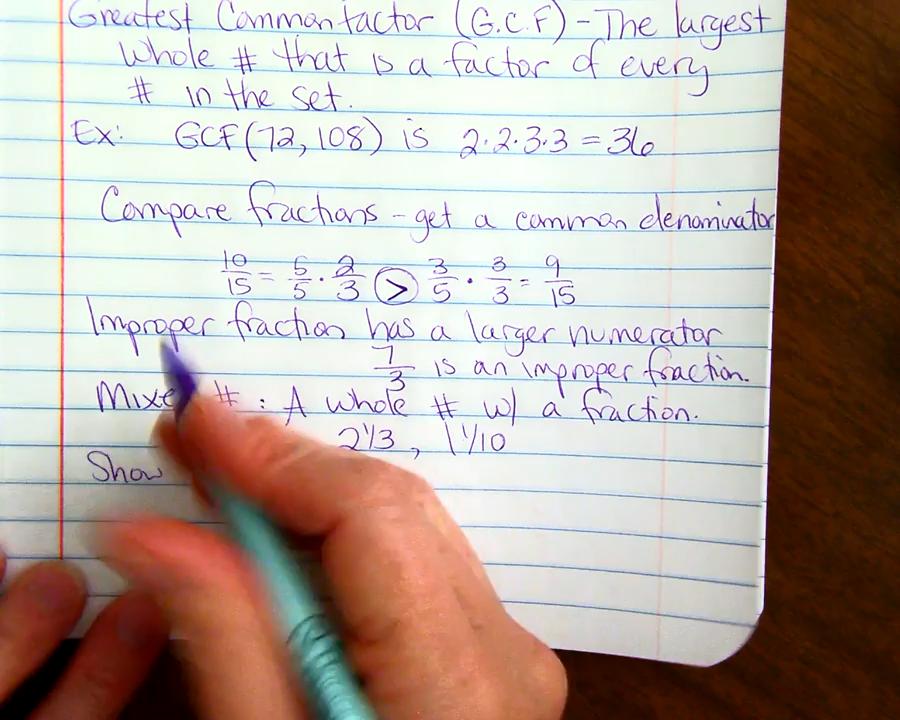 Greatest Common factor (G.C.F) - The largest
Whole # that is a factor of every
# in the set.
Ex: GCF(72, 108) is 2·2·3·3 = 36
Compare fractions - get a common denominator
10/15 = 5/5 · 2/3 > 3/5 · 3/3 = 9/15
Improper fraction has a larger numerator
7/3 is an improper fraction.
# : A whole # w/ a fraction.
2 1/3 , 1 1/10
Show